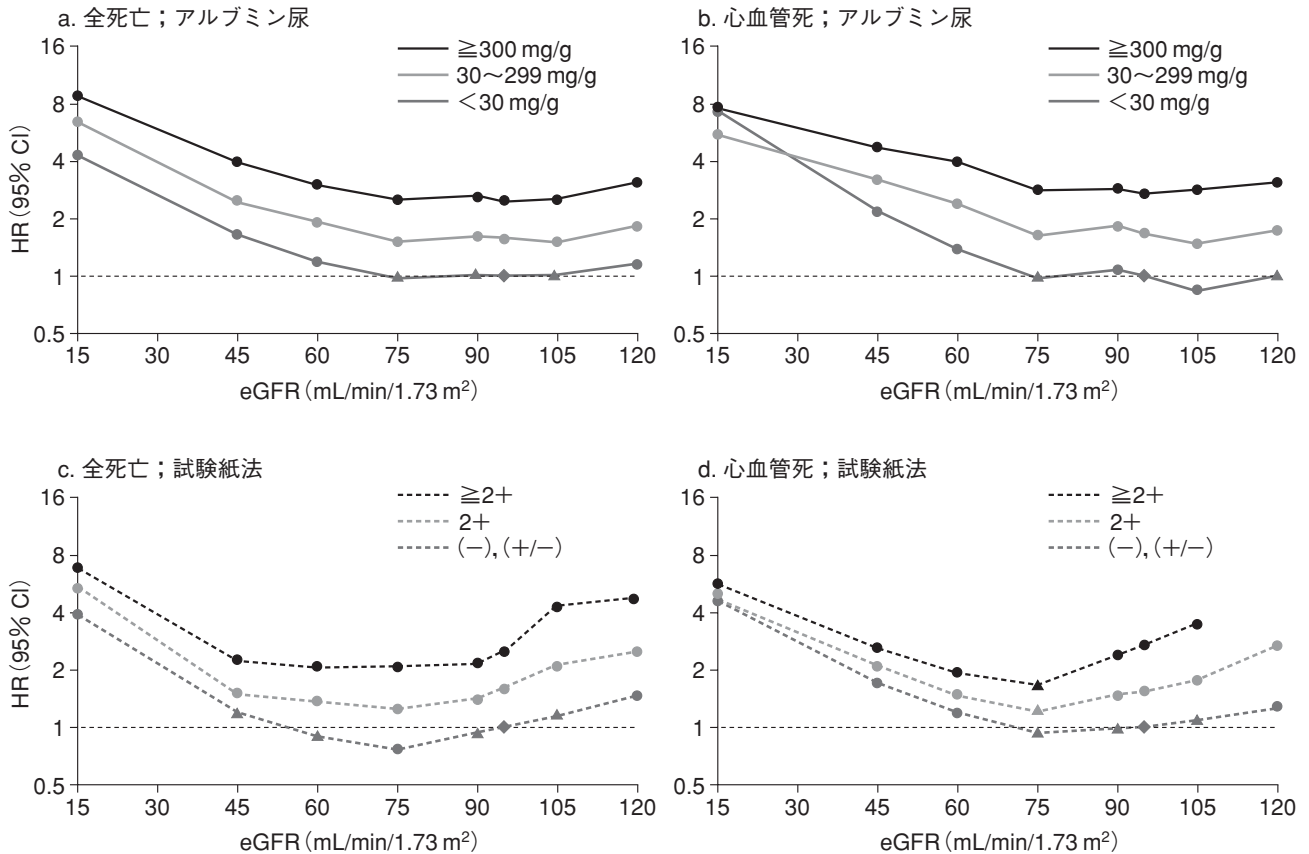 a. 全死亡；アルブミン尿
≧300 mg/g
30〜299 mg/g
＜30 mg/g
HR（95% CI）
16
8
4
2
1
0.5
15 30 45 60 75 90 105 120
eGFR（mL/min/1.73 m²）
b. 心血管死；アルブミン尿
≧300 mg/g
30〜299 mg/g
＜30 mg/g
16
8
4
2
1
0.5
15 30 45 60 75 90 105 120
eGFR（mL/min/1.73 m²）
c. 全死亡；試験紙法
≧2+
2+
（−），（+/−）
HR（95% CI）
16
8
4
2
1
0.5
15 30 45 60 75 90 105 120
eGFR（mL/min/1.73 m²）
d. 心血管死；試験紙法
≧2+
2+
（−），（+/−）
16
8
4
2
1
0.5
15 30 45 60 75 90 105 120
eGFR（mL/min/1.73 m²）